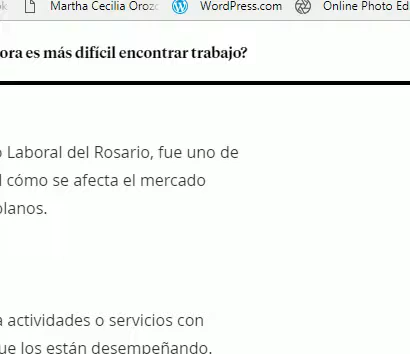 Martha Cecilia Oroz WordPress.com Online Photo Ed
ora es más difícil encontrar trabajo?
o Laboral del Rosario, fue uno de
l cómo se afecta el mercado
planos.
a actividades o servicios con
que los están desempeñando.